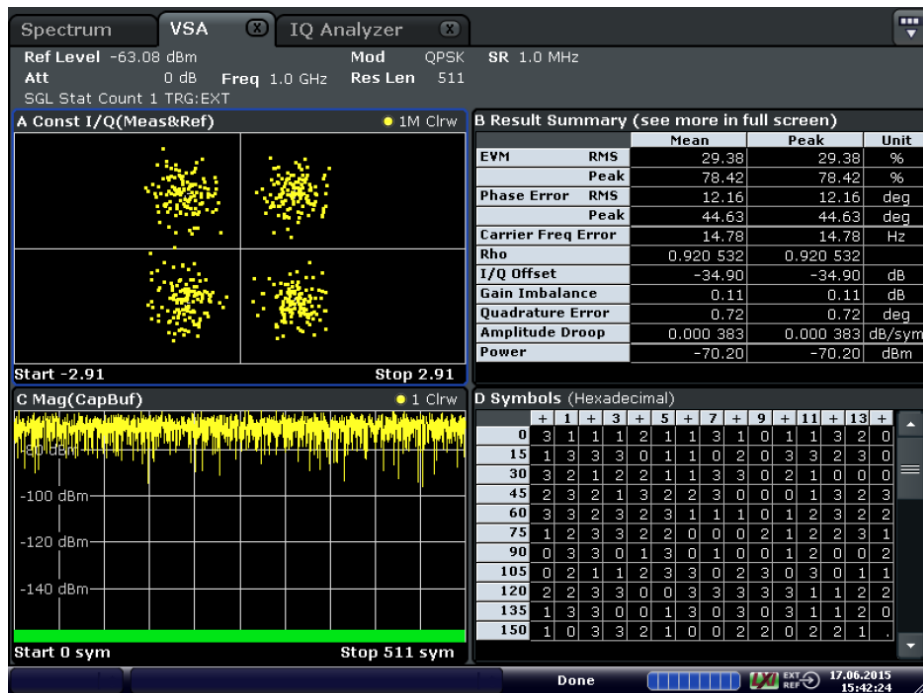 Spectrum VSA X IQ Analyzer X
Ref Level -63.08 dBm Mod QPSK SR 1.0 MHz
Att 0 dB Freq 1.0 GHz Res Len 511
SGL Stat Count 1 TRG:EXT
A Const I/Q(Meas&Ref) 1M Clrw
Start -2.91 Stop 2.91
B Result Summary (see more in full screen)
Mean Peak Unit
EVM RMS 29.38 29.38 %
Peak 78.42 78.42 %
Phase Error RMS 12.16 12.16 deg
Peak 44.63 44.63 deg
Carrier Freq Error 14.78 14.78 Hz
Rho 0.920 532 0.920 532
I/Q Offset -34.90 -34.90 dB
Gain Imbalance 0.11 0.11 dB
Quadrature Error 0.72 0.72 deg
Amplitude Droop 0.000 383 0.000 383 dB/sym
Power -70.20 -70.20 dBm
C Mag(CapBuf) 1 Clrw
-80 dBm
-100 dBm
-120 dBm
-140 dBm
Start 0 sym Stop 511 sym
D Symbols (Hexadecimal)
+ 1 + 3 + 5 + 7 + 9 + 11 + 13 +
0 3 1 1 1 2 1 1 3 1 0 1 1 3 2 0
15 1 3 3 3 0 1 1 0 2 0 3 3 2 3 0
30 3 2 1 2 2 1 1 3 3 0 2 1 0 0 0
45 2 3 2 1 3 2 2 3 0 0 0 1 3 2 3
60 3 3 2 3 2 3 1 1 1 0 1 2 3 2 2
75 1 2 3 3 2 2 0 0 0 2 1 2 2 3 1
90 0 3 3 0 1 3 0 1 0 0 1 2 0 0 2
105 0 2 1 1 2 3 3 0 2 3 0 3 0 1 1
120 2 2 3 3 0 0 3 3 3 3 3 1 1 2 2
135 1 3 3 0 0 1 3 0 3 0 3 1 1 2 0
150 1 0 3 3 2 1 0 0 2 2 0 2 2 1 .
Done LXI EXT REF 17.06.2015
15:42:24